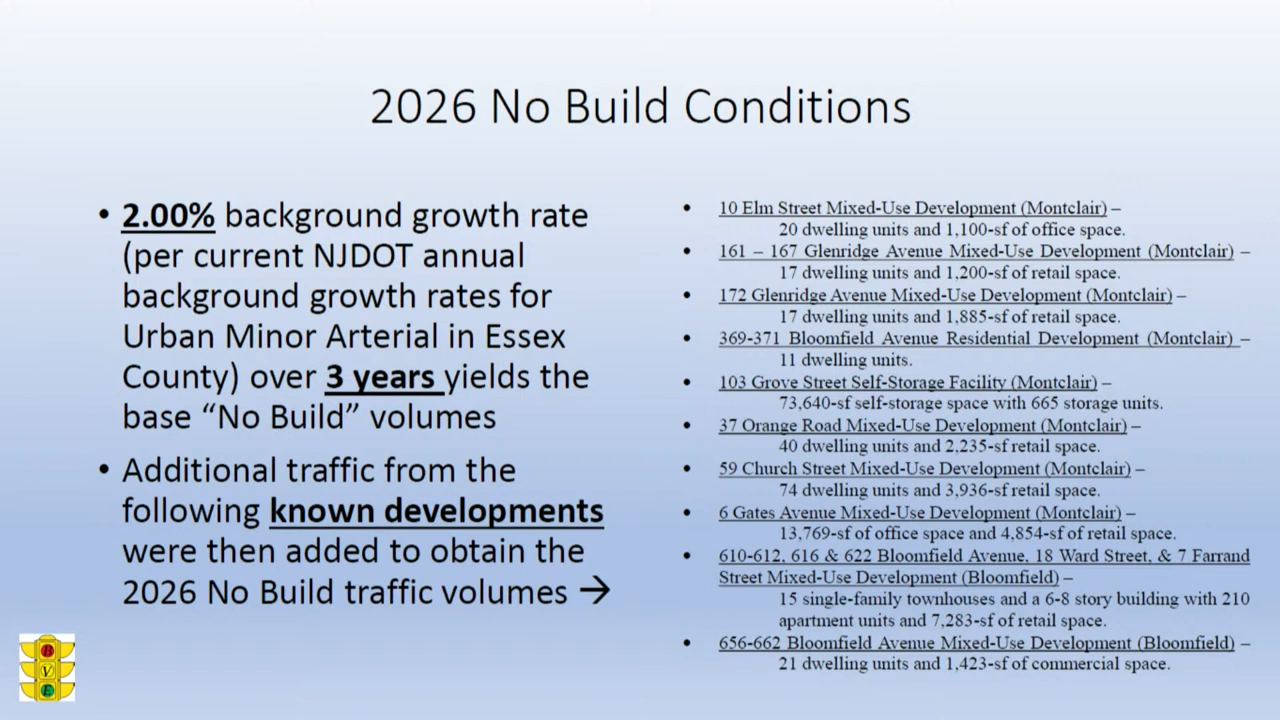 2026 No Build Conditions
• 2.00% background growth rate
(per current NJDOT annual
background growth rates for
Urban Minor Arterial in Essex
County) over 3 years yields the
base “No Build” volumes
• Additional traffic from the
following known developments
were then added to obtain the
2026 No Build traffic volumes →
• 10 Elm Street Mixed-Use Development (Montclair) –
20 dwelling units and 1,100-sf of office space.
• 161 – 167 Glenridge Avenue Mixed-Use Development (Montclair) –
17 dwelling units and 1,200-sf of retail space.
• 172 Glenridge Avenue Mixed-Use Development (Montclair) –
17 dwelling units and 1,885-sf of retail space.
• 369-371 Bloomfield Avenue Residential Development (Montclair) –
11 dwelling units.
• 103 Grove Street Self-Storage Facility (Montclair) –
73,640-sf self-storage space with 665 storage units.
• 37 Orange Road Mixed-Use Development (Montclair) –
40 dwelling units and 2,235-sf retail space.
• 59 Church Street Mixed-Use Development (Montclair) –
74 dwelling units and 3,936-sf retail space.
• 6 Gates Avenue Mixed-Use Development (Montclair) –
13,769-sf of office space and 4,854-sf of retail space.
• 610-612, 616 & 622 Bloomfield Avenue, 18 Ward Street, & 7 Farrand
Street Mixed-Use Development (Bloomfield) –
15 single-family townhouses and a 6-8 story building with 210
apartment units and 7,283-sf of retail space.
• 656-662 Bloomfield Avenue Mixed-Use Development (Bloomfield) –
21 dwelling units and 1,423-sf of commercial space.
B
V
E